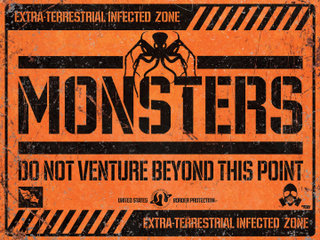 EXTRA-TERRESTRIAL INFECTED ZONE
MONSTERS
DO NOT VENTURE BEYOND THIS POINT
UNITED STATES BORDER PROTECTION
EXTRA-TERRESTRIAL INFECTED ZONE